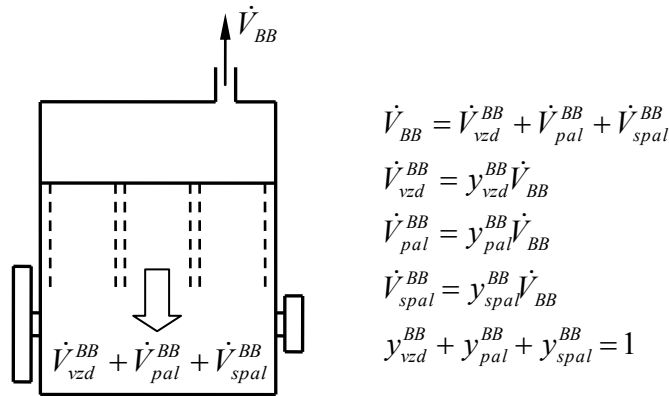 V̇_BB
V̇_BB = V̇_vzd^BB + V̇_pal^BB + V̇_spal^BB
V̇_vzd^BB = y_vzd^BB V̇_BB
V̇_pal^BB = y_pal^BB V̇_BB
V̇_spal^BB = y_spal^BB V̇_BB
y_vzd^BB + y_pal^BB + y_spal^BB = 1
V̇_vzd^BB + V̇_pal^BB + V̇_spal^BB